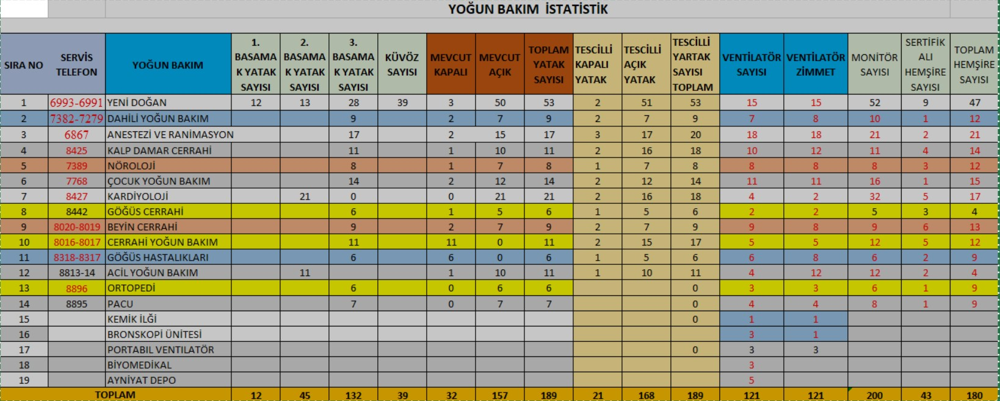 YOĞUN BAKIM İSTATİSTİK
SIRA NO SERVİS TELEFON YOĞUN BAKIM 1. BASAMAK YATAK SAYISI 2. BASAMAK YATAK SAYISI 3. BASAMAK YATAK SAYISI KÜVÖZ SAYISI MEVCUT KAPALI MEVCUT AÇIK TOPLAM YATAK SAYISI TESCİLLİ KAPALI YATAK TESCİLLİ AÇIK YATAK TESCİLLİ YARTAK SAYISI TOPLAM VENTİLATÖR SAYISI VENTİLATÖR ZİMMET MONİTÖR SAYISI SERTİFİKALI HEMŞİRE SAYISI TOPLAM HEMŞİRE SAYISI
1 6993-6991 YENİ DOĞAN 12 13 28 39 3 50 53 2 51 53 15 15 52 9 47
2 7382-7279 DAHİLİ YOĞUN BAKIM 9 2 7 9 2 7 9 7 8 10 1 12
3 6867 ANESTEZİ VE RANİMASYON 17 2 15 17 3 17 20 18 18 21 2 21
4 8425 KALP DAMAR CERRAHİ 11 1 10 11 2 16 18 10 12 11 4 14
5 7389 NÖROLOJİ 8 1 7 8 1 7 8 8 8 8 3 12
6 7768 ÇOCUK YOĞUN BAKIM 14 2 12 14 2 12 14 11 11 16 1 15
7 8427 KARDİYOLOJİ 21 0 0 21 21 2 16 18 4 2 32 5 17
8 8442 GÖĞÜS CERRAHİ 6 1 5 6 1 5 6 2 2 5 3 4
9 8020-8019 BEYİN CERRAHİ 9 2 7 9 2 7 9 9 8 9 6 13
10 8016-8017 CERRAHİ YOĞUN BAKIM 11 11 0 11 2 15 17 5 5 12 5 12
11 8318-8317 GÖĞÜS HASTALIKLARI 6 6 0 6 1 5 6 6 8 6 2 9
12 8813-14 ACİL YOĞUN BAKIM 11 1 10 11 1 10 11 4 12 12 2 4
13 8896 ORTOPEDİ 6 0 6 6 0 3 3 6 1 9
14 8895 PACU 7 0 7 7 0 4 4 8 1 9
15 KEMİK İLĞİ 0 1 1
16 BRONSKOPİ ÜNİTESİ 3 1
17 PORTABIL VENTILATÖR 0 3 3
18 BİYOMEDİKAL 3
19 AYNİYAT DEPO 5
TOPLAM 12 45 132 39 32 157 189 21 168 189 121 121 200 43 180